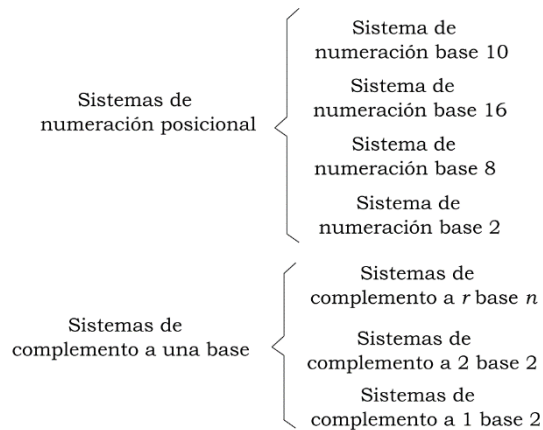 Sistemas de
numeración posicional
Sistema de
numeración base 10
Sistema de
numeración base 16
Sistema de
numeración base 8
Sistema de
numeración base 2
Sistemas de
complemento a una base
Sistemas de
complemento a r base n
Sistemas de
complemento a 2 base 2
Sistemas de
complemento a 1 base 2